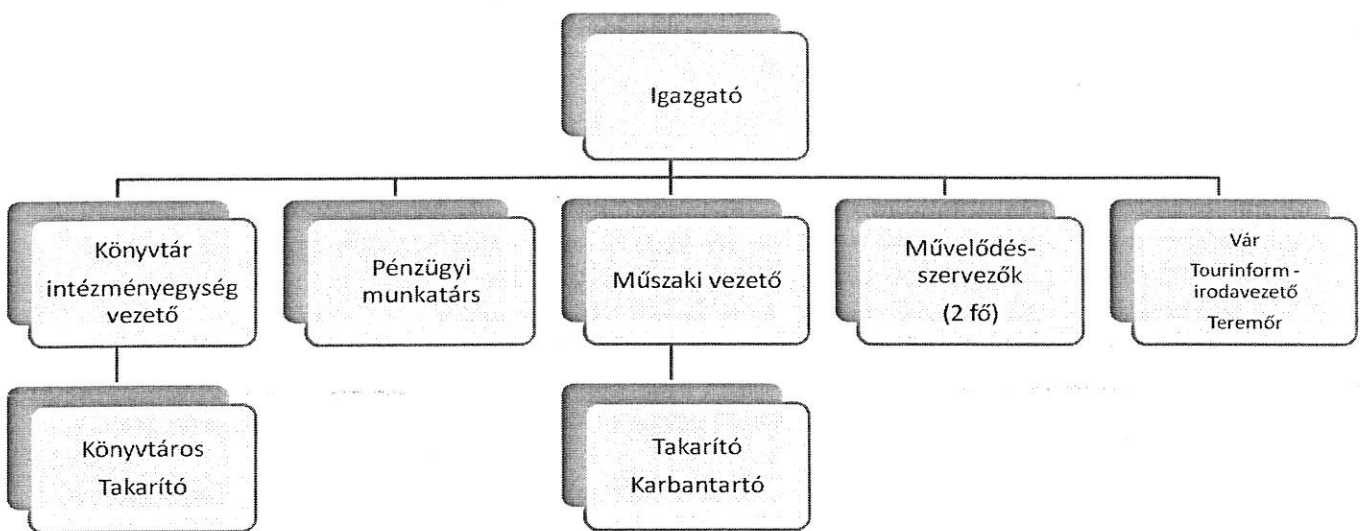 Igazgató
Könyvtár
intézményegység
vezető
Pénzügyi
munkatárs
Műszaki vezető
Művelődés-
szervezők
(2 fő)
Vár
Tourinform -
irodavezető
Teremőr
Könyvtáros
Takarító
Takarító
Karbantartó